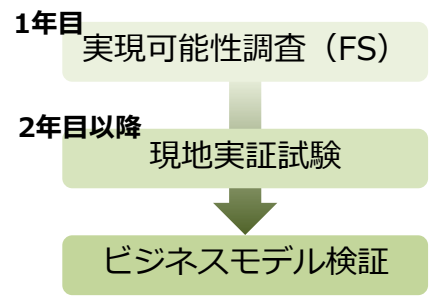 1年目
実現可能性調査（FS）
2年目以降
現地実証試験
ビジネスモデル検証